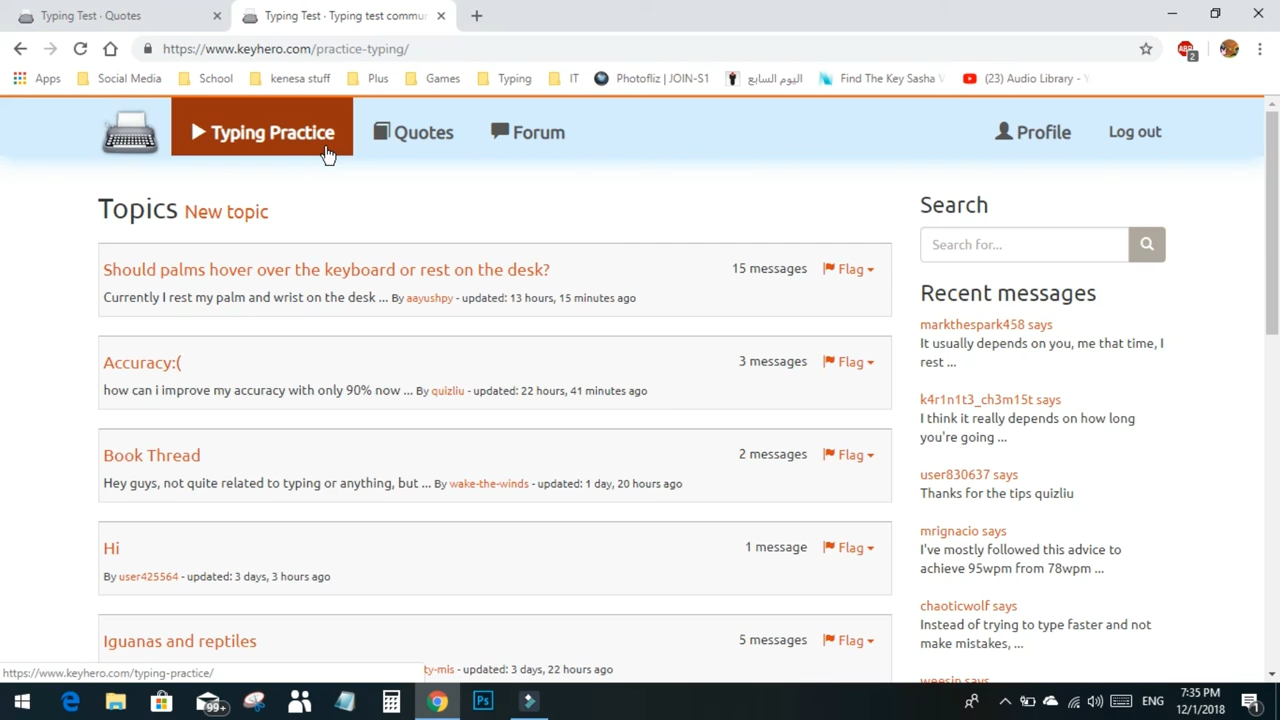 Typing Test · Quotes
Typing Test · Typing test commu
https://www.keyhero.com/practice-typing/
Apps Social Media School kenesa stuff Plus Games Typing IT Photofliz | JOIN-S1 اليوم السابع Find The Key Sasha (23) Audio Library -
ABP 2
Typing Practice Quotes Forum Profile Log out
Topics New topic
Should palms hover over the keyboard or rest on the desk? 15 messages Flag
Currently I rest my palm and wrist on the desk ... By aayushpy - updated: 13 hours, 15 minutes ago
Accuracy:( 3 messages Flag
how can i improve my accuracy with only 90% now ... By quizliu - updated: 22 hours, 41 minutes ago
Book Thread 2 messages Flag
Hey guys, not quite related to typing or anything, but ... By wake-the-winds - updated: 1 day, 20 hours ago
Hi 1 message Flag
By user425564 - updated: 3 days, 3 hours ago
Iguanas and reptiles 5 messages Flag
ty-mis - updated: 3 days, 22 hours ago
Search
Search for...
Recent messages
markthespark458 says
It usually depends on you, me that time, I
rest ...
k4r1n1t3_ch3m15t says
I think it really depends on how long
you're going ...
user830637 says
Thanks for the tips quizliu
mrignacio says
I've mostly followed this advice to
achieve 95wpm from 78wpm ...
chaoticwolf says
Instead of trying to type faster and not
make mistakes, ...
weesin says
https://www.keyhero.com/typing-practice/
99+
Ps
ENG
7:35 PM
12/1/2018
1